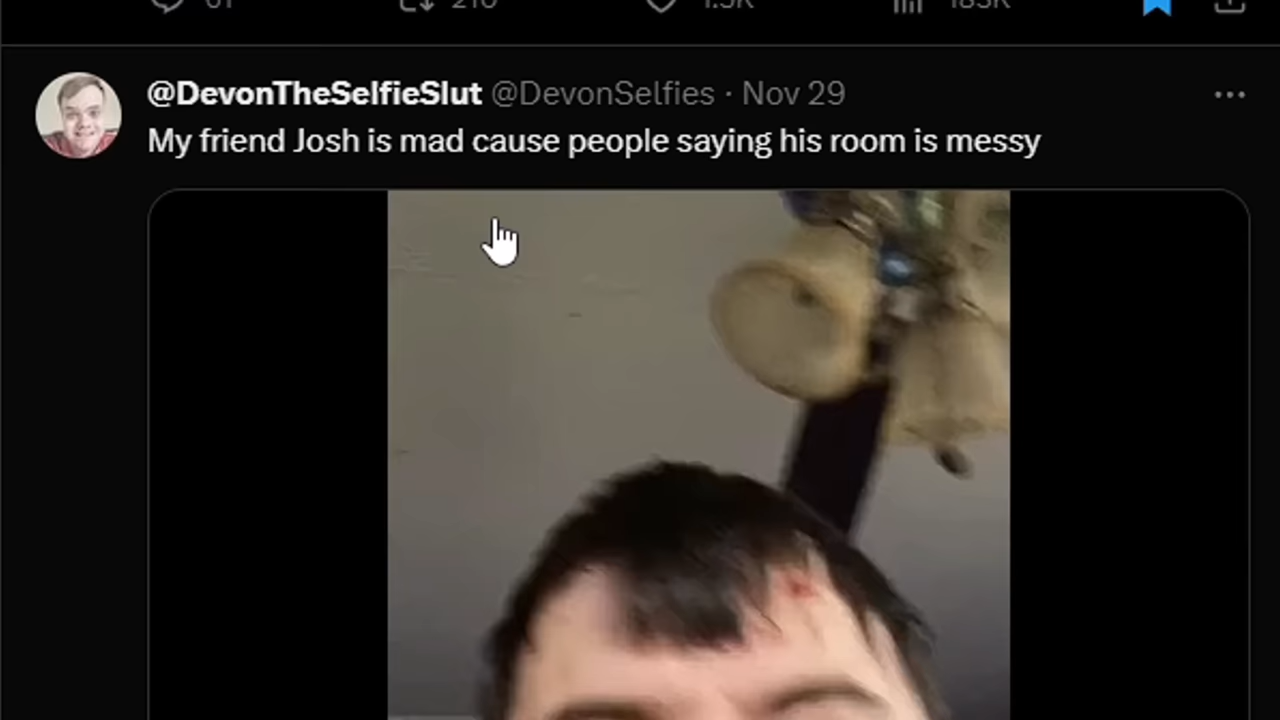 @DevonTheSelfieSlut @DevonSelfies · Nov 29
My friend Josh is mad cause people saying his room is messy